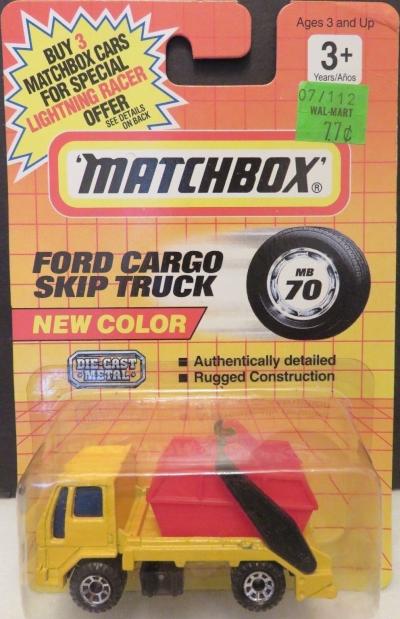 BUY 3
MATCHBOX CARS
FOR SPECIAL
LIGHTNING RACER
OFFER
SEE DETAILS
ON BACK
Ages 3 and Up
3+
Years/Años
07/112
WAL-MART
77¢
'MATCHBOX'®
FORD CARGO
SKIP TRUCK
MB
70
NEW COLOR
DIE-CAST
METAL
■ Authentically detailed
■ Rugged Construction